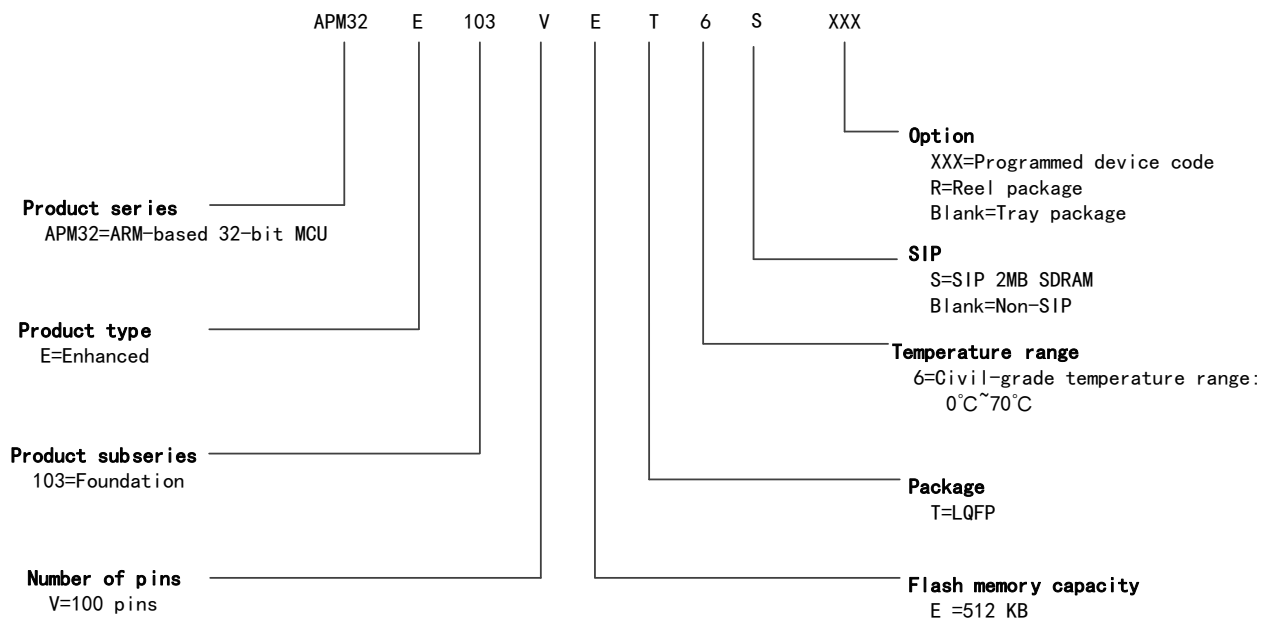 APM32 E 103 V E T 6 S XXX
Option
XXX=Programmed device code
R=Reel package
Blank=Tray package
Product series
APM32=ARM-based 32-bit MCU
SIP
S=SIP 2MB SDRAM
Blank=Non-SIP
Product type
E=Enhanced
Temperature range
6=Civil-grade temperature range:
0℃~70℃
Product subseries
103=Foundation
Package
T=LQFP
Number of pins
V=100 pins
Flash memory capacity
E =512 KB